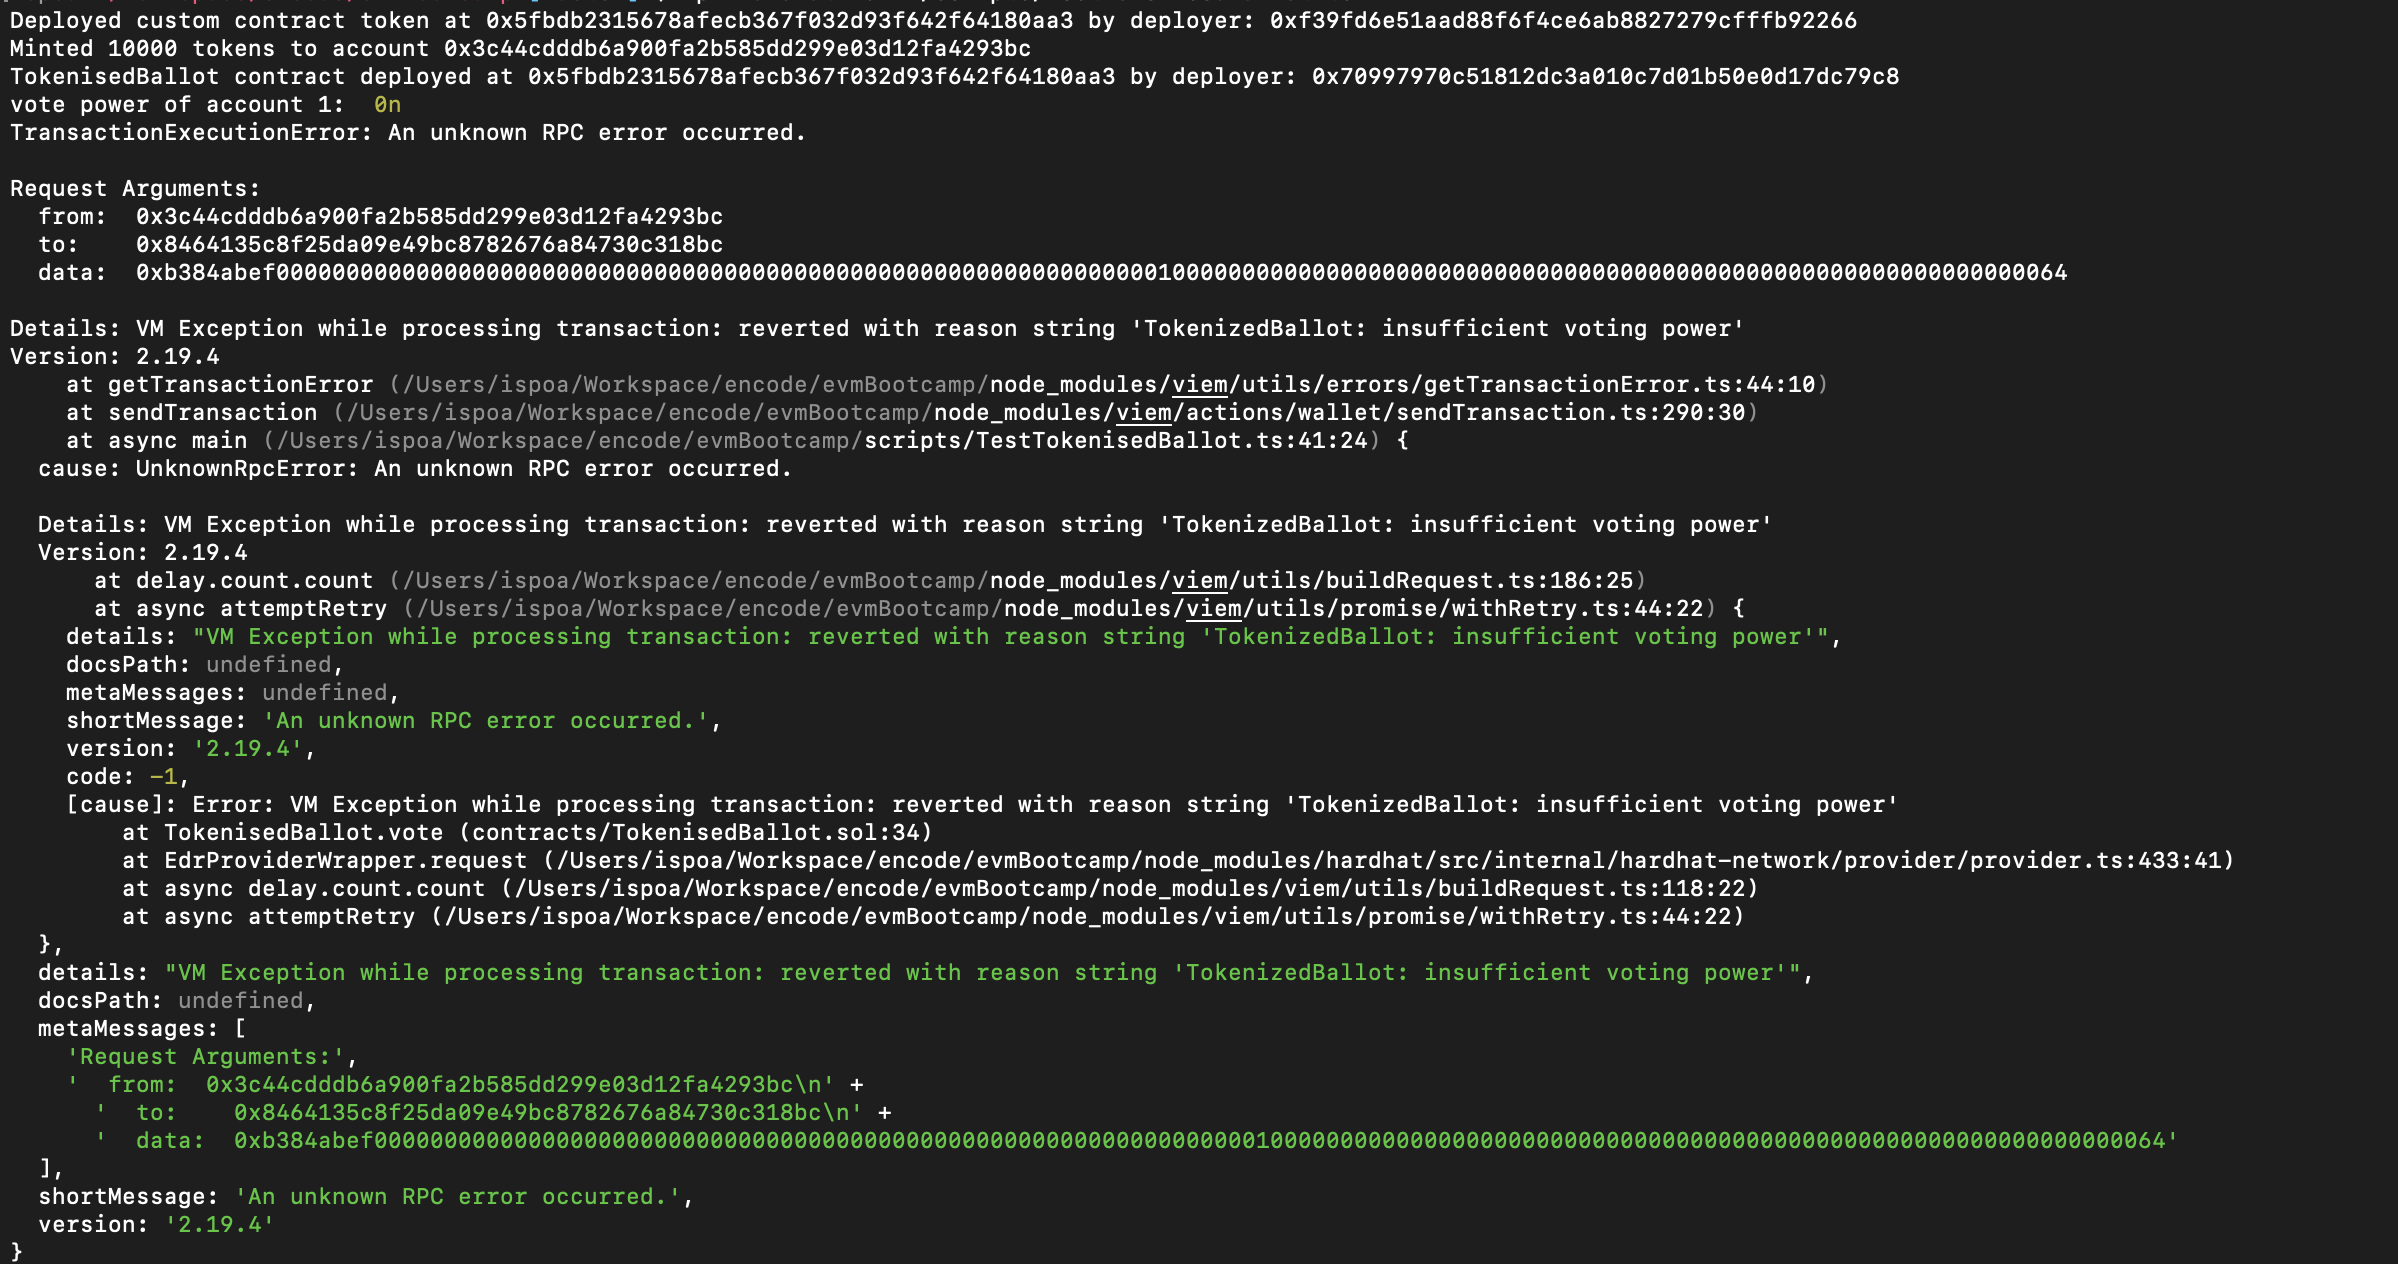 Deployed custom contract token at 0x5fbdb2315678afecb367f032d93f642f64180aa3 by deployer: 0xf39fd6e51aad88f6f4ce6ab8827279cfffb92266
Minted 10000 tokens to account 0x3c44cdddb6a900fa2b585dd299e03d12fa4293bc
TokenisedBallot contract deployed at 0x5fbdb2315678afecb367f032d93f642f64180aa3 by deployer: 0x70997970c51812dc3a010c7d01b50e0d17dc79c8
vote power of account 1:  0n
TransactionExecutionError: An unknown RPC error occurred.

Request Arguments:
  from:  0x3c44cdddb6a900fa2b585dd299e03d12fa4293bc
  to:    0x8464135c8f25da09e49bc8782676a84730c318bc
  data:  0xb384abef00000000000000000000000000000000000000000000000000000000000000010000000000000000000000000000000000000000000000000000000000000064

Details: VM Exception while processing transaction: reverted with reason string 'TokenizedBallot: insufficient voting power'
Version: 2.19.4
    at getTransactionError (/Users/ispoa/Workspace/encode/evmBootcamp/node_modules/viem/utils/errors/getTransactionError.ts:44:10)
    at sendTransaction (/Users/ispoa/Workspace/encode/evmBootcamp/node_modules/viem/actions/wallet/sendTransaction.ts:290:30)
    at async main (/Users/ispoa/Workspace/encode/evmBootcamp/scripts/TestTokenisedBallot.ts:41:24) {
  cause: UnknownRpcError: An unknown RPC error occurred.

  Details: VM Exception while processing transaction: reverted with reason string 'TokenizedBallot: insufficient voting power'
  Version: 2.19.4
      at delay.count.count (/Users/ispoa/Workspace/encode/evmBootcamp/node_modules/viem/utils/buildRequest.ts:186:25)
      at async attemptRetry (/Users/ispoa/Workspace/encode/evmBootcamp/node_modules/viem/utils/promise/withRetry.ts:44:22) {
    details: "VM Exception while processing transaction: reverted with reason string 'TokenizedBallot: insufficient voting power'",
    docsPath: undefined,
    metaMessages: undefined,
    shortMessage: 'An unknown RPC error occurred.',
    version: '2.19.4',
    code: -1,
    [cause]: Error: VM Exception while processing transaction: reverted with reason string 'TokenizedBallot: insufficient voting power'
        at TokenisedBallot.vote (contracts/TokenisedBallot.sol:34)
        at EdrProviderWrapper.request (/Users/ispoa/Workspace/encode/evmBootcamp/node_modules/hardhat/src/internal/hardhat-network/provider/provider.ts:433:41)
        at async delay.count.count (/Users/ispoa/Workspace/encode/evmBootcamp/node_modules/viem/utils/buildRequest.ts:118:22)
        at async attemptRetry (/Users/ispoa/Workspace/encode/evmBootcamp/node_modules/viem/utils/promise/withRetry.ts:44:22)
  },
  details: "VM Exception while processing transaction: reverted with reason string 'TokenizedBallot: insufficient voting power'",
  docsPath: undefined,
  metaMessages: [
    'Request Arguments:',
    '  from:  0x3c44cdddb6a900fa2b585dd299e03d12fa4293bc\n' +
      '  to:    0x8464135c8f25da09e49bc8782676a84730c318bc\n' +
      '  data:  0xb384abef00000000000000000000000000000000000000000000000000000000000000010000000000000000000000000000000000000000000000000000000000000064'
  ],
  shortMessage: 'An unknown RPC error occurred.',
  version: '2.19.4'
}